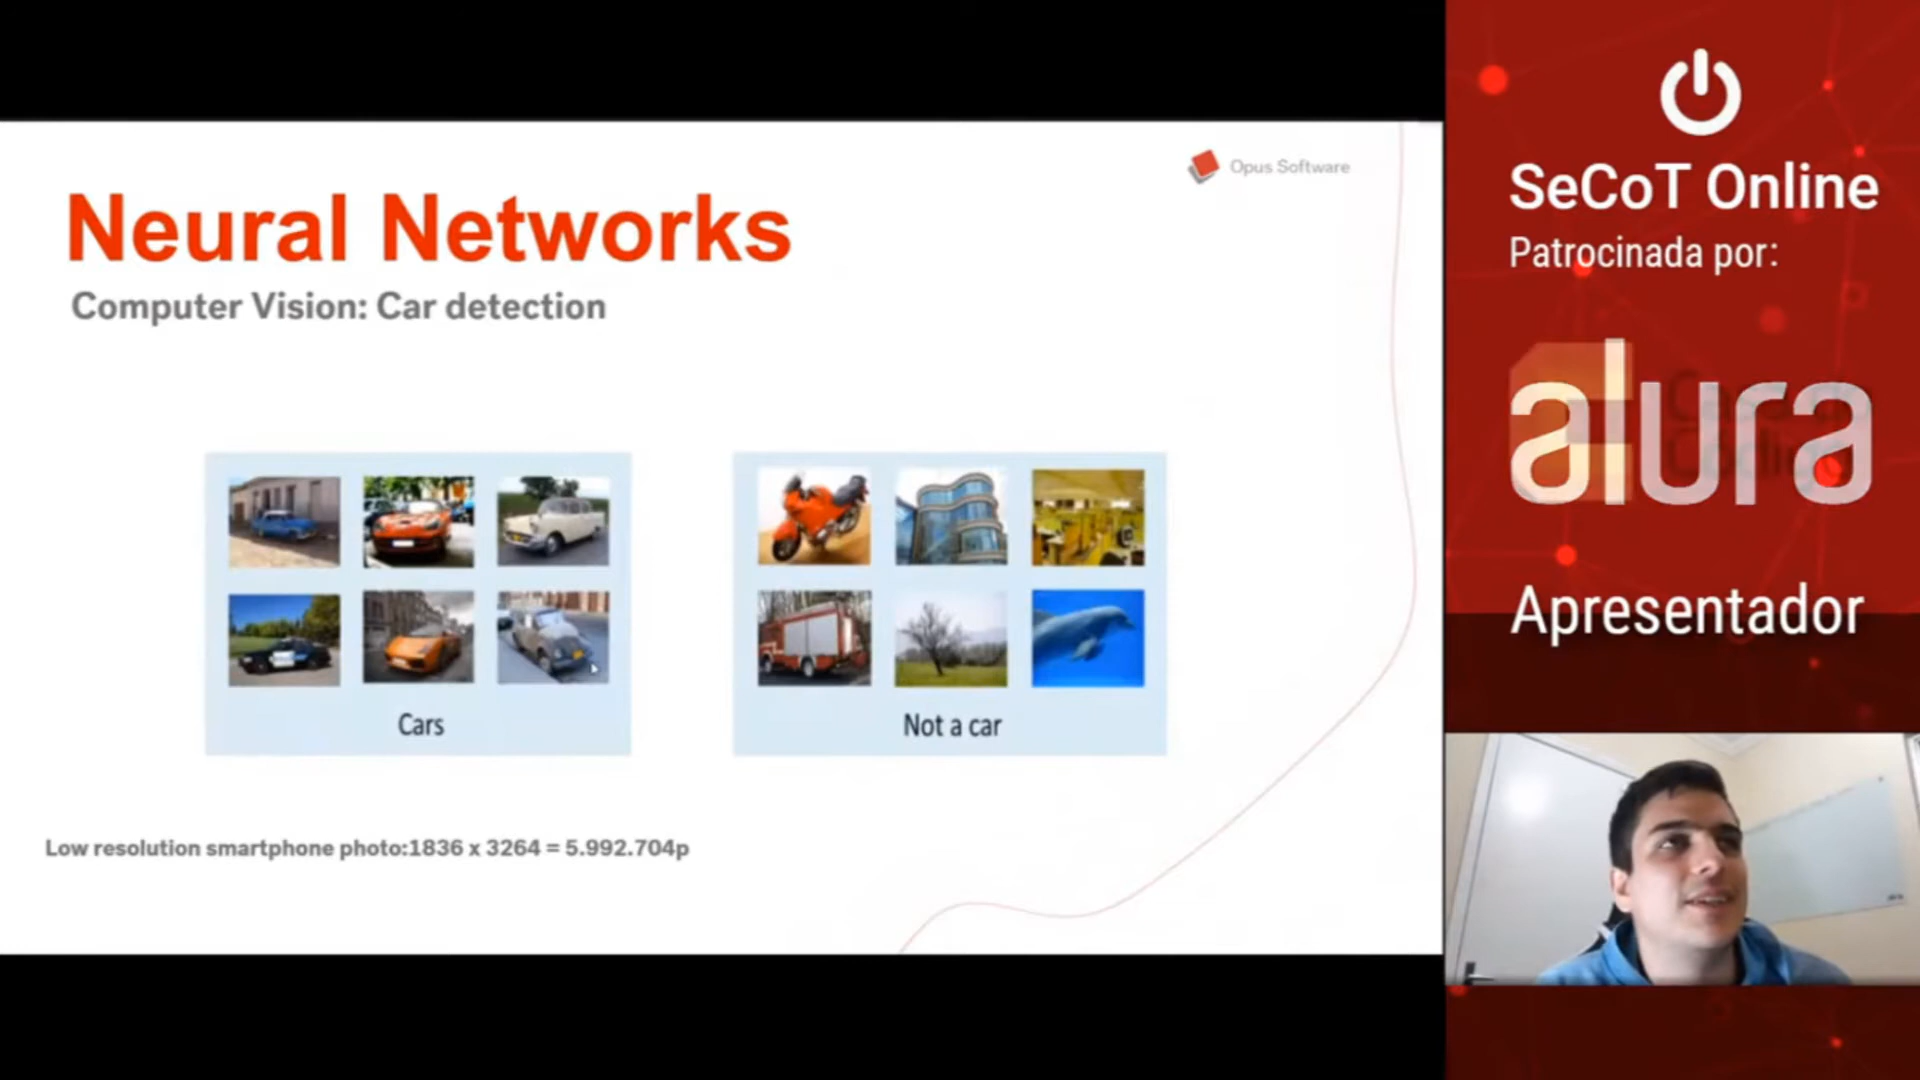 Opus Software
Neural Networks
Computer Vision: Car detection
Cars
Not a car
Low resolution smartphone photo:1836 x 3264 = 5.992.704p
SeCoT Online
Patrocinada por:
alura
Apresentador